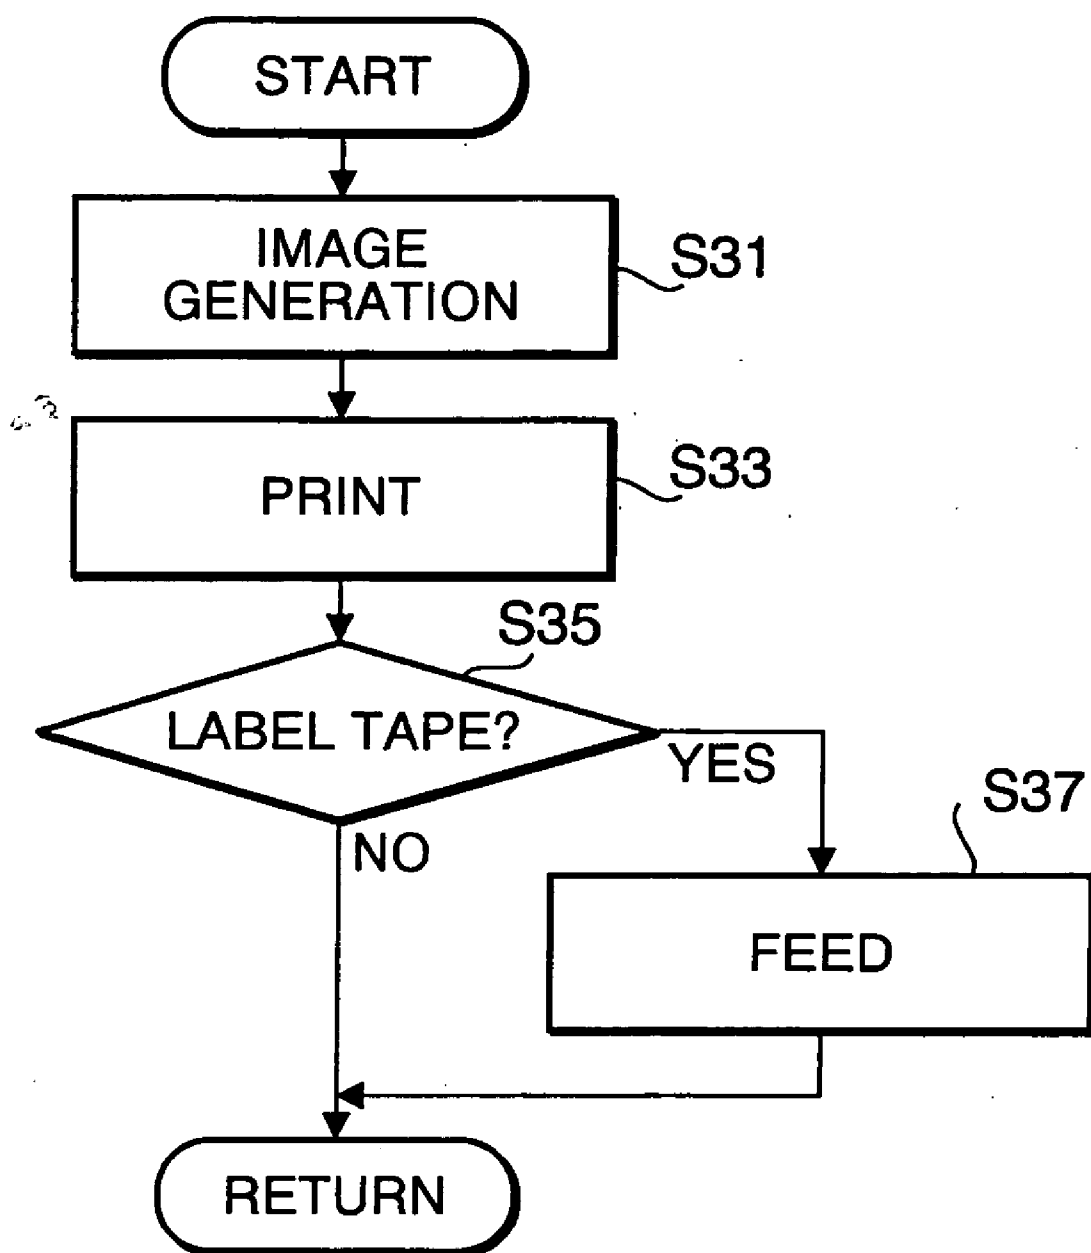 START
IMAGE
GENERATION
S31
PRINT
S33
S35
LABEL TAPE?
YES
NO
S37
FEED
RETURN